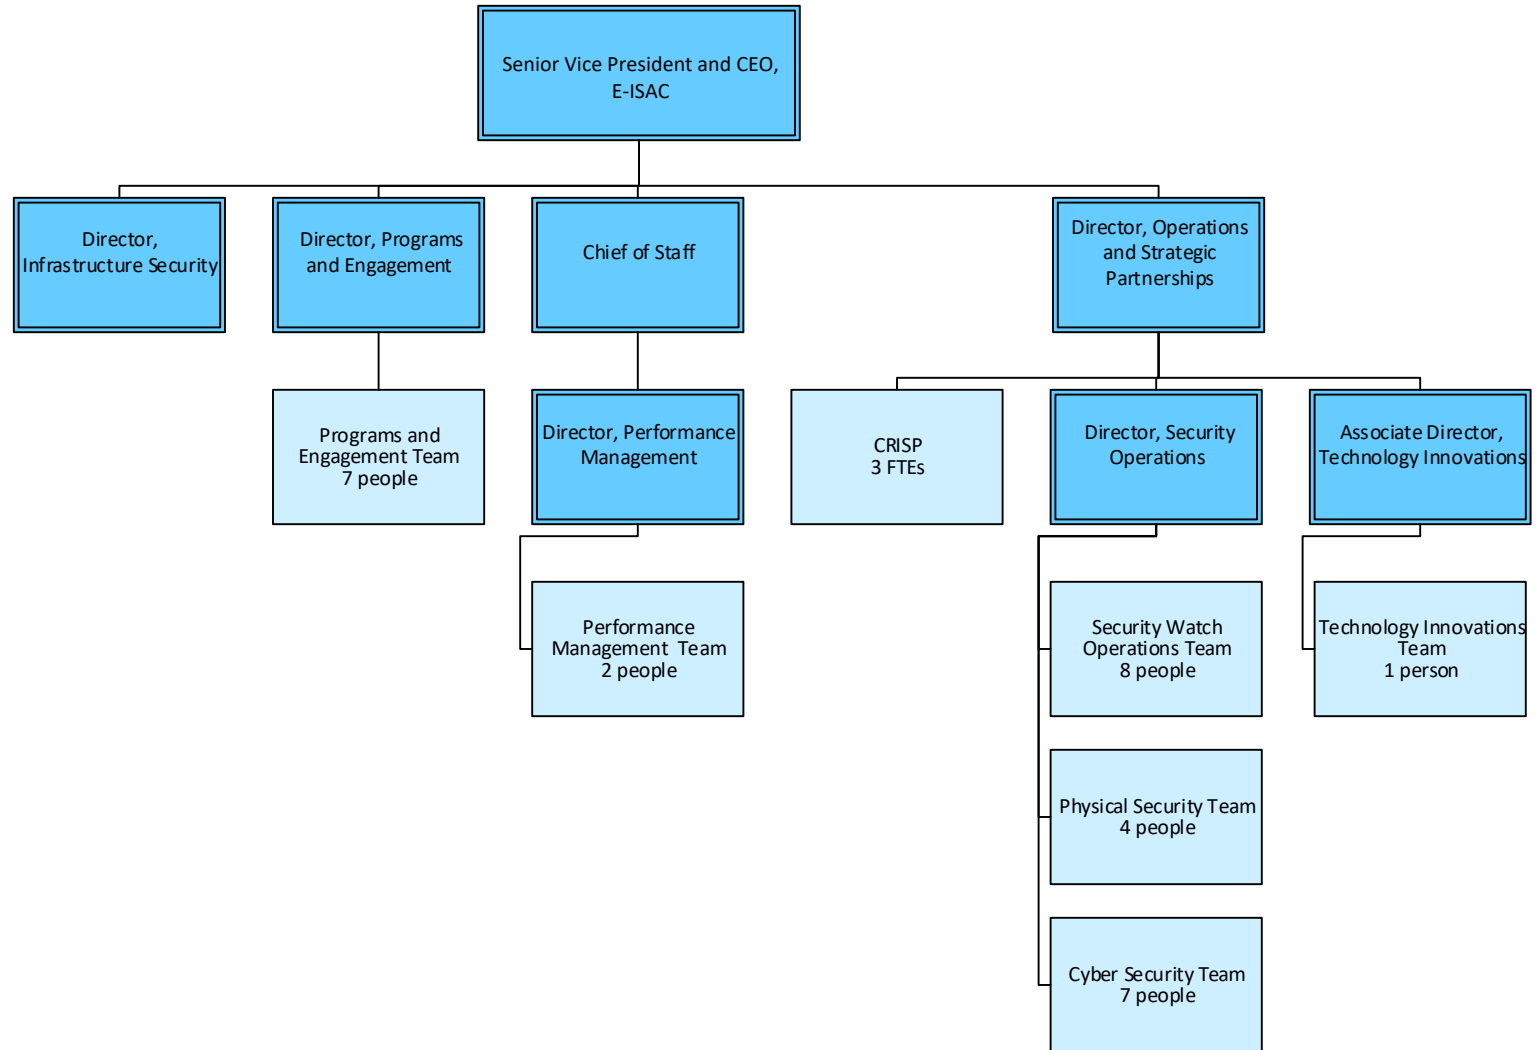 Senior Vice President and CEO,
E-ISAC
Director,
Infrastructure Security
Director, Programs
and Engagement
Chief of Staff
Director, Operations
and Strategic
Partnerships
Programs and
Engagement Team
7 people
Director, Performance
Management
CRISP
3 FTEs
Director, Security
Operations
Associate Director,
Technology Innovations
Performance
Management  Team
2 people
Security Watch
Operations Team
8 people
Technology Innovations
Team
1 person
Physical Security Team
4 people
Cyber Security Team
7 people